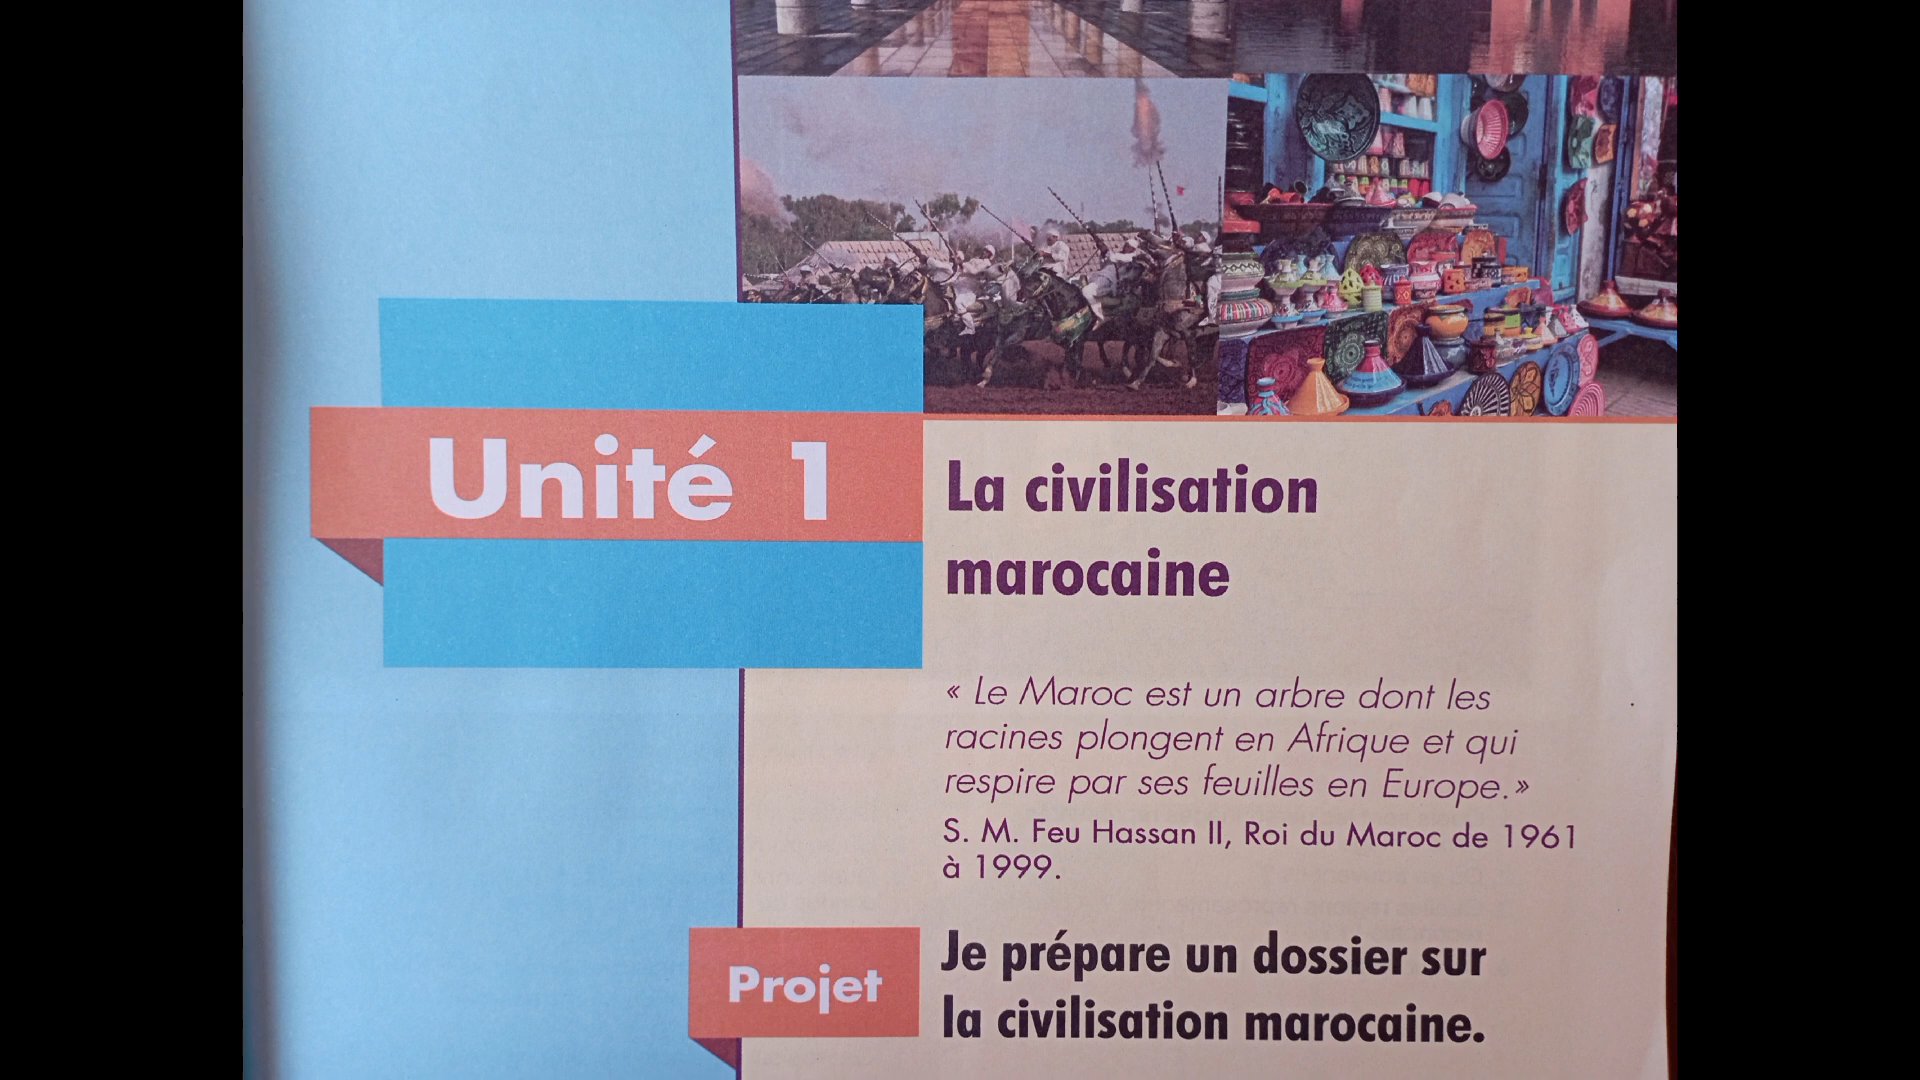 Unité 1
La civilisation
marocaine
« Le Maroc est un arbre dont les
racines plongent en Afrique et qui
respire par ses feuilles en Europe.»
S. M. Feu Hassan II, Roi du Maroc de 1961
à 1999.
Projet
Je prépare un dossier sur
la civilisation marocaine.